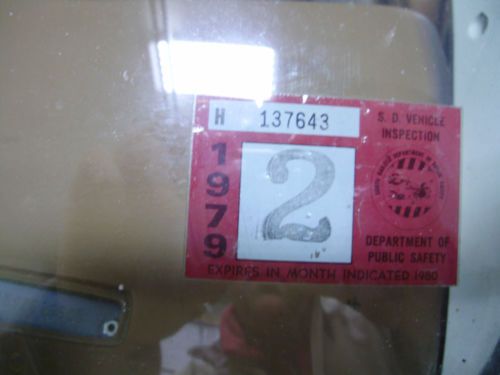 H 137643
S. D. VEHICLE
INSPECTION
1979
2
DEPARTMENT OF
PUBLIC SAFETY
EXPIRES IN MONTH INDICATED 1980